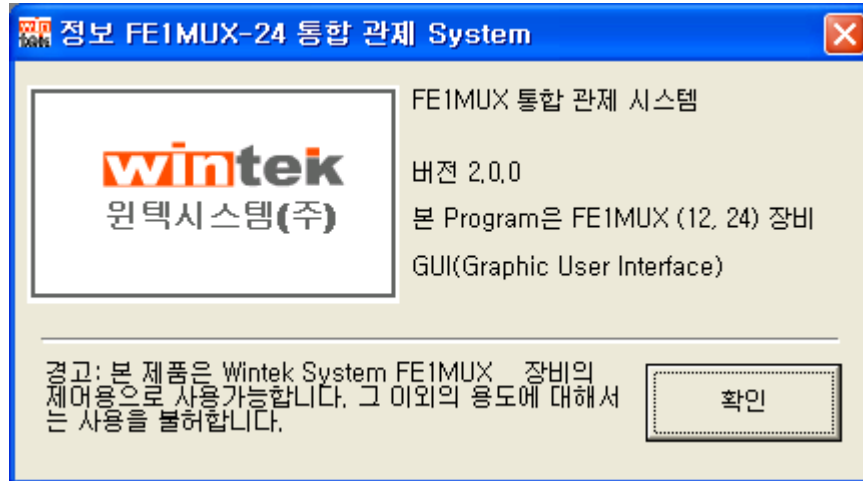 정보 FE1MUX-24 통합 관제 System
wintek
윈텍시스템(주)
FE1MUX 통합 관제 시스템
버전 2.0.0
본 Program은 FE1MUX (12, 24) 장비
GUI(Graphic User Interface)
경고: 본 제품은 Wintek System FE1MUX 장비의
제어용으로 사용가능합니다. 그 이외의 용도에 대해서
는 사용을 불허합니다.
확인